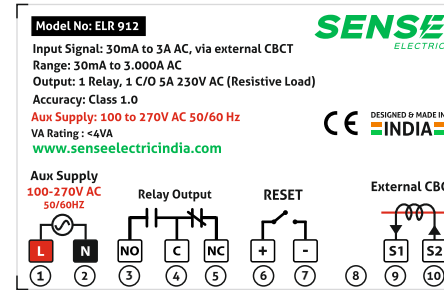 Model No: ELR 912
SENSE
ELECTRIC
Input Signal: 30mA to 3A AC, via external CBCT
Range: 30mA to 3.000A AC
Output: 1 Relay, 1 C/O 5A 230V AC (Resistive Load)
Accuracy: Class 1.0
Aux Supply: 100 to 270V AC 50/60 Hz
VA Rating : <4VA
www.senseelectricindia.com
CE
DESIGNED & MADE IN
INDIA
Aux Supply
100-270V AC
50/60HZ
Relay Output
RESET
External CBC
L N NO C NC + - S1 S2
1 2 3 4 5 6 7 8 9 10